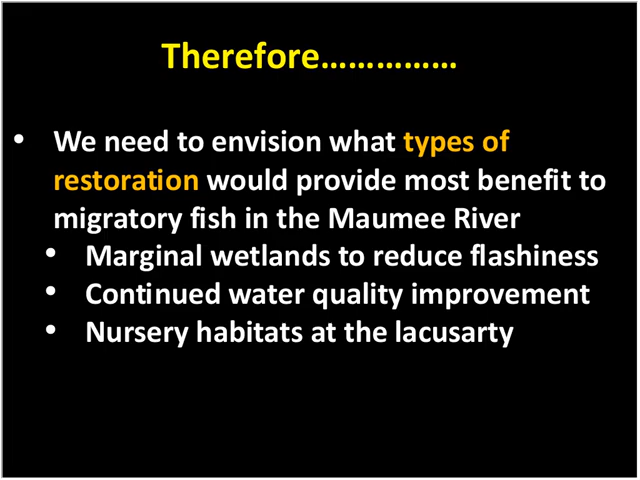 Therefore……………
• We need to envision what types of
restoration would provide most benefit to
migratory fish in the Maumee River
• Marginal wetlands to reduce flashiness
• Continued water quality improvement
• Nursery habitats at the lacusarty